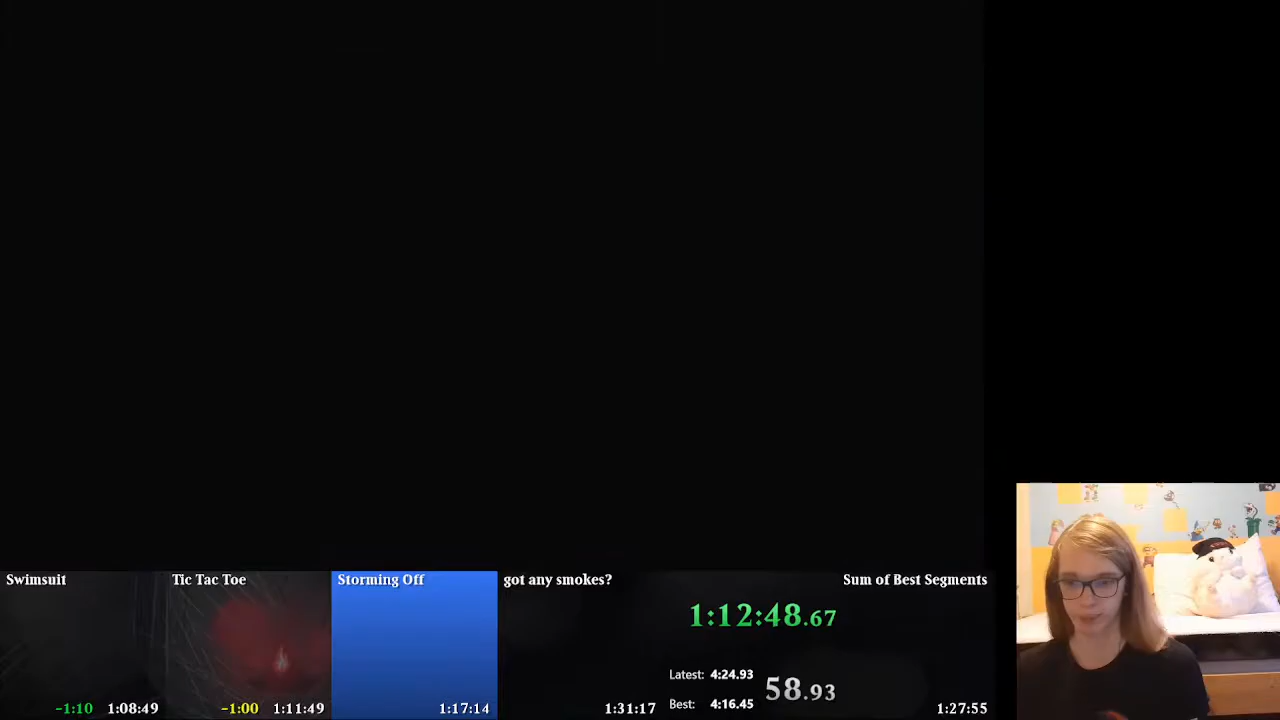 Swimsuit
-1:10 1:08:49
Tic Tac Toe
-1:00 1:11:49
Storming Off
1:17:14
got any smokes?
1:31:17
1:12:48.67
Latest: 4:24.93
Best: 4:16.45
58.93
Sum of Best Segments
1:27:55